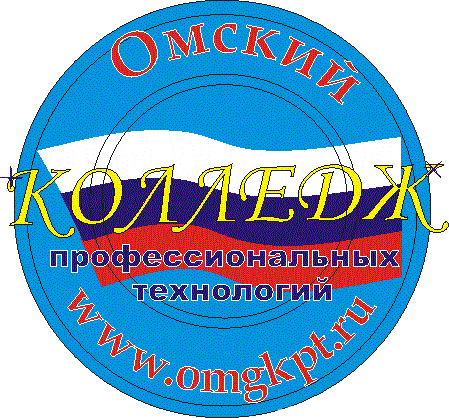 Омский
КОЛЛЕДЖ
профессиональных
технологий
www.omgkpt.ru